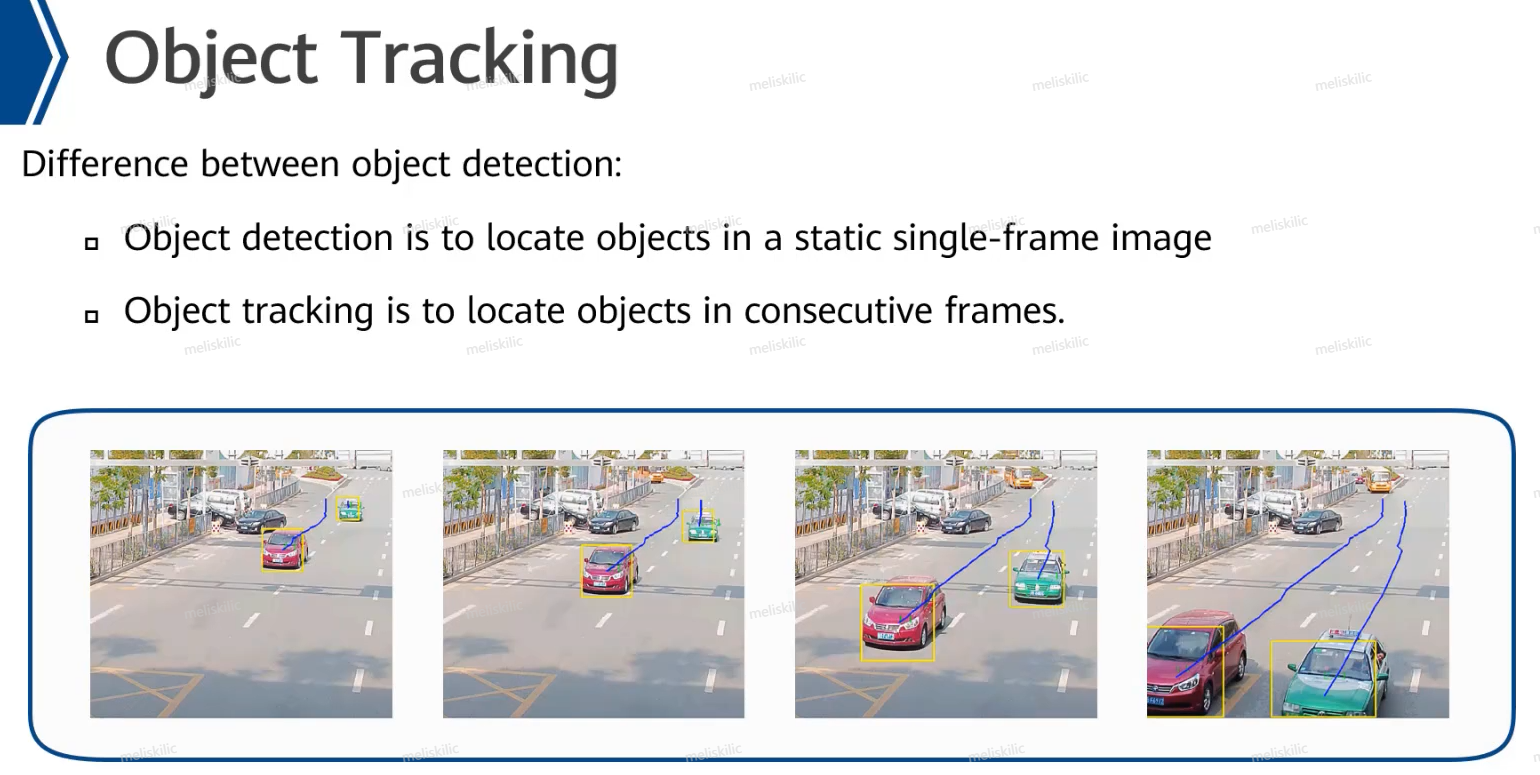 Object Tracking
Difference between object detection:
Object detection is to locate objects in a static single-frame image
Object tracking is to locate objects in consecutive frames.
meliskilic